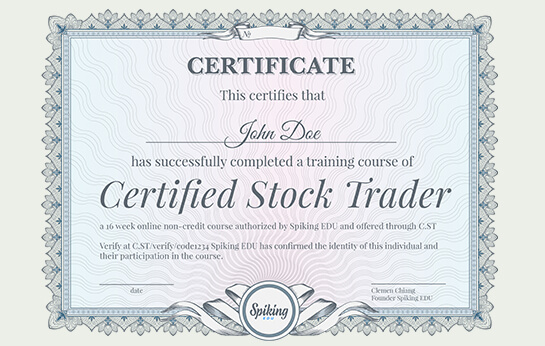 №
CERTIFICATE
This certifies that
John Doe
has successfully completed a training course of
Certified Stock Trader
a 16 week online non-credit course authorized by Spiking EDU and offered through C.ST
Verify at C.ST/verify/code1234 Spiking EDU has confirmed the identity of this individual and
their participation in the course.
date
Clemen Chiang
Founder Spiking EDU
Spiking
EDU